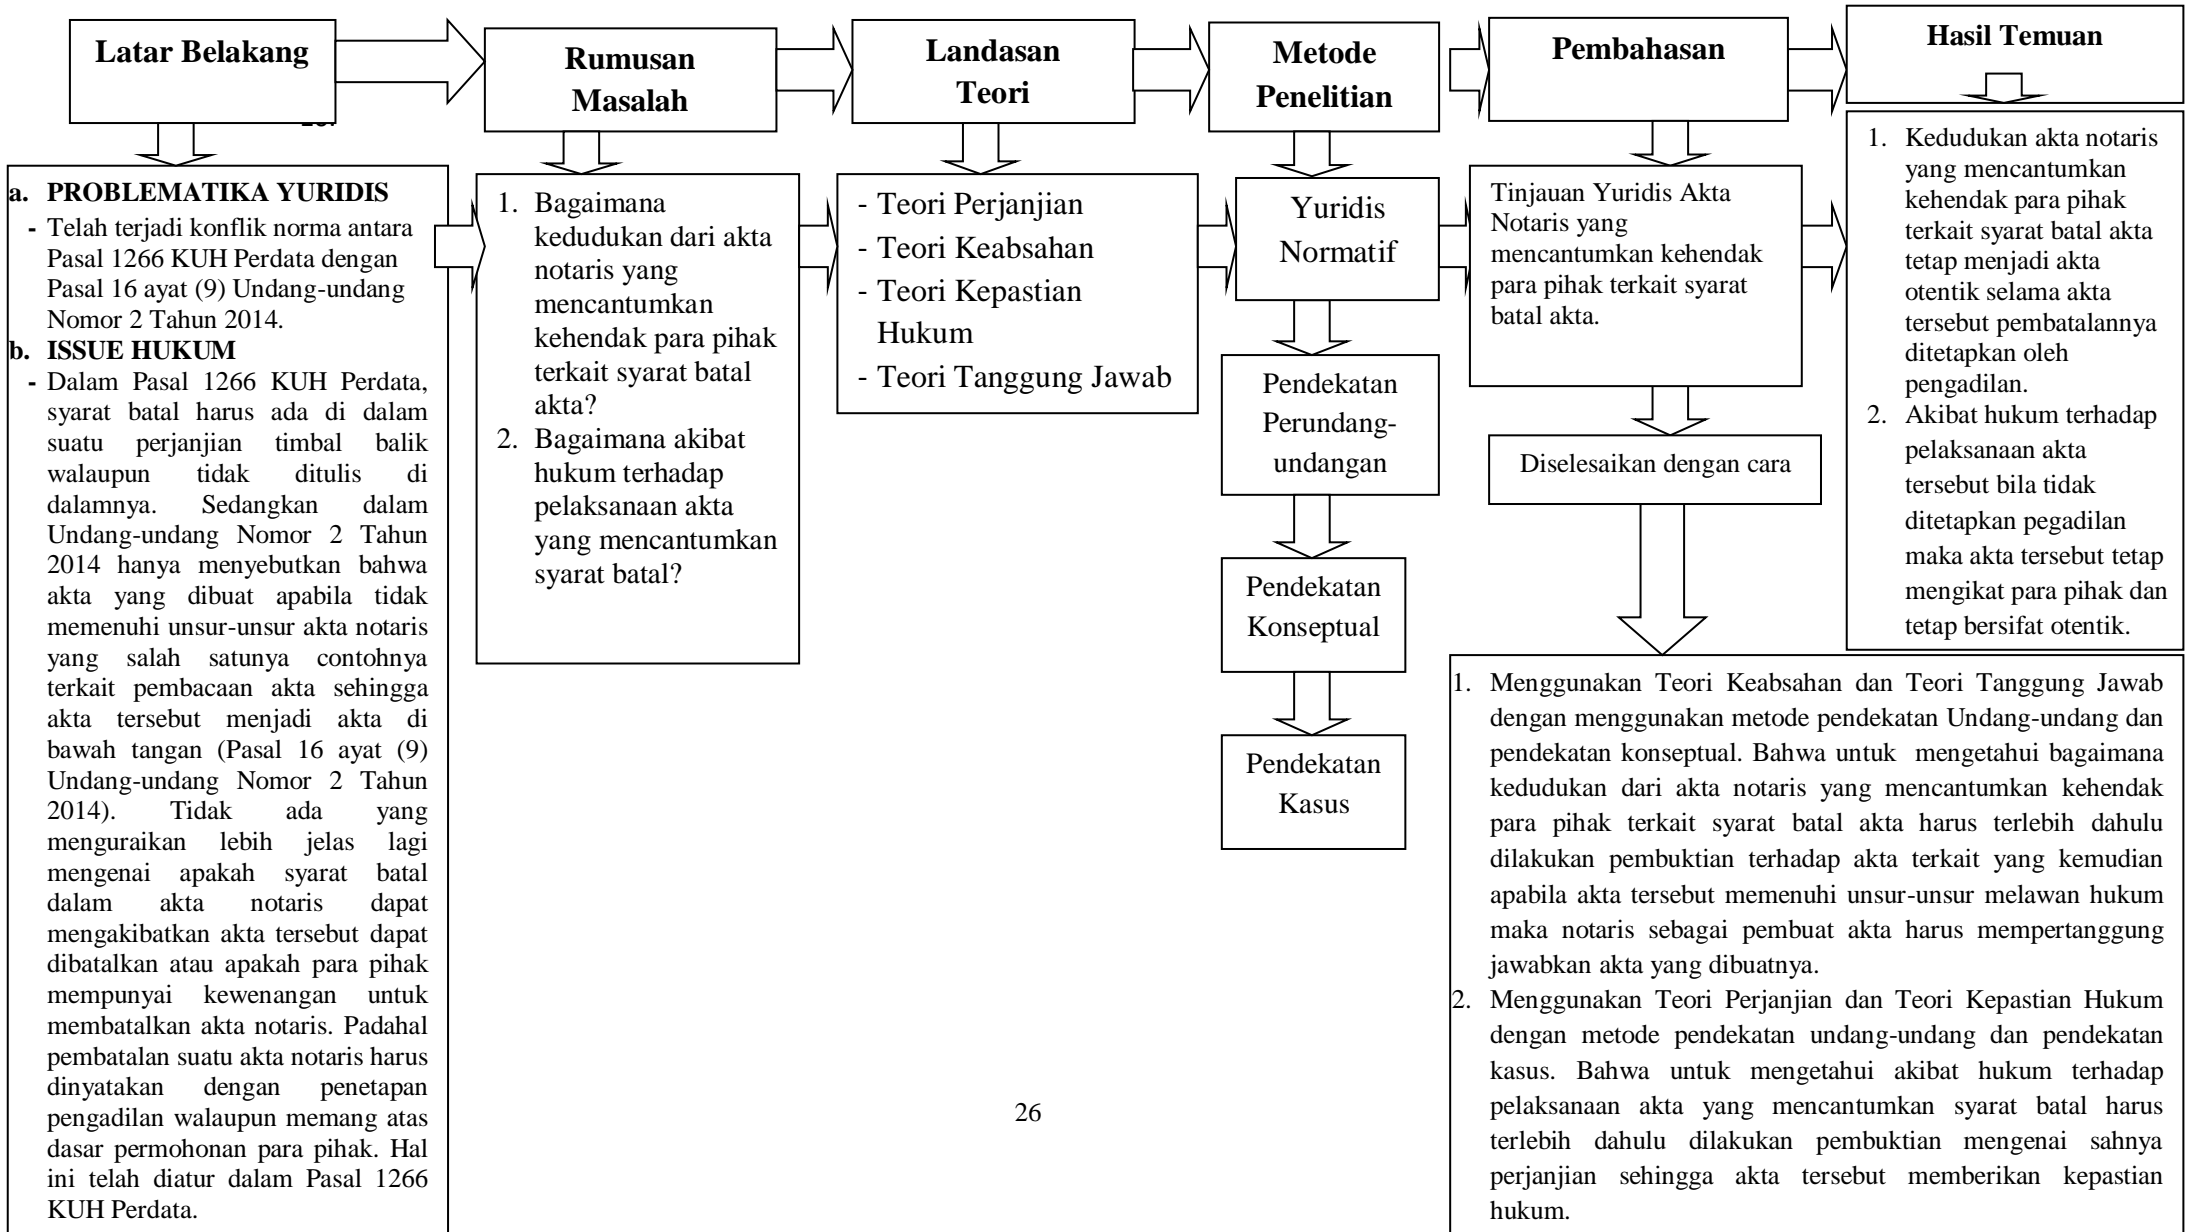 Latar Belakang
Rumusan
Masalah
Landasan
Teori
Metode
Penelitian
Pembahasan
Hasil Temuan
a. PROBLEMATIKA YURIDIS
- Telah terjadi konflik norma antara
Pasal 1266 KUH Perdata dengan
Pasal 16 ayat (9) Undang-undang
Nomor 2 Tahun 2014.
b. ISSUE HUKUM
- Dalam Pasal 1266 KUH Perdata,
syarat batal harus ada di dalam
suatu perjanjian timbal balik
walaupun tidak ditulis di
dalamnya. Sedangkan dalam
Undang-undang Nomor 2 Tahun
2014 hanya menyebutkan bahwa
akta yang dibuat apabila tidak
memenuhi unsur-unsur akta notaris
yang salah satunya contohnya
terkait pembacaan akta sehingga
akta tersebut menjadi akta di
bawah tangan (Pasal 16 ayat (9)
Undang-undang Nomor 2 Tahun
2014). Tidak ada yang
menguraikan lebih jelas lagi
mengenai apakah syarat batal
dalam akta notaris dapat
mengakibatkan akta tersebut dapat
dibatalkan atau apakah para pihak
mempunyai kewenangan untuk
membatalkan akta notaris. Padahal
pembatalan suatu akta notaris harus
dinyatakan dengan penetapan
pengadilan walaupun memang atas
dasar permohonan para pihak. Hal
ini telah diatur dalam Pasal 1266
KUH Perdata.
1. Bagaimana
kedudukan dari akta
notaris yang
mencantumkan
kehendak para pihak
terkait syarat batal
akta?
2. Bagaimana akibat
hukum terhadap
pelaksanaan akta
yang mencantumkan
syarat batal?
- Teori Perjanjian
- Teori Keabsahan
- Teori Kepastian
Hukum
- Teori Tanggung Jawab
Yuridis
Normatif
Pendekatan
Perundang-
undangan
Pendekatan
Konseptual
Pendekatan
Kasus
Tinjauan Yuridis Akta
Notaris yang
mencantumkan kehendak
para pihak terkait syarat
batal akta.
Diselesaikan dengan cara
1. Menggunakan Teori Keabsahan dan Teori Tanggung Jawab
dengan menggunakan metode pendekatan Undang-undang dan
pendekatan konseptual. Bahwa untuk mengetahui bagaimana
kedudukan dari akta notaris yang mencantumkan kehendak
para pihak terkait syarat batal akta harus terlebih dahulu
dilakukan pembuktian terhadap akta terkait yang kemudian
apabila akta tersebut memenuhi unsur-unsur melawan hukum
maka notaris sebagai pembuat akta harus mempertanggung
jawabkan akta yang dibuatnya.
2. Menggunakan Teori Perjanjian dan Teori Kepastian Hukum
dengan metode pendekatan undang-undang dan pendekatan
kasus. Bahwa untuk mengetahui akibat hukum terhadap
pelaksanaan akta yang mencantumkan syarat batal harus
terlebih dahulu dilakukan pembuktian mengenai sahnya
perjanjian sehingga akta tersebut memberikan kepastian
hukum.
1. Kedudukan akta notaris
yang mencantumkan
kehendak para pihak
terkait syarat batal akta
tetap menjadi akta
otentik selama akta
tersebut pembatalannya
ditetapkan oleh
pengadilan.
2. Akibat hukum terhadap
pelaksanaan akta
tersebut bila tidak
ditetapkan pegadilan
maka akta tersebut tetap
mengikat para pihak dan
tetap bersifat otentik.
26